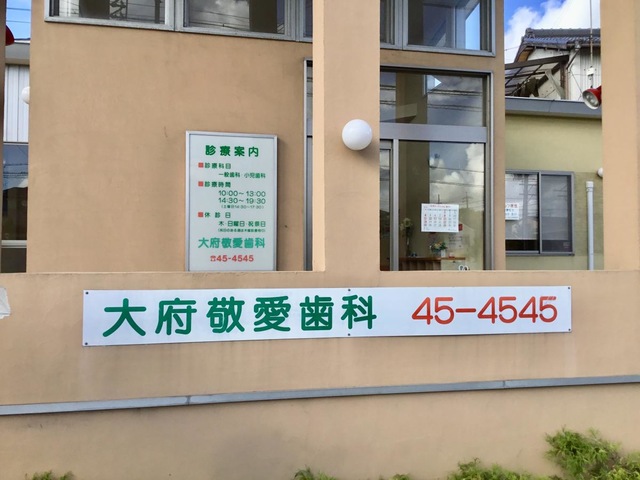 診療案内
■診療科目
一般歯科 小児歯科
■診療時間
10:00～13:00
14:30～19:30
■休診日
木・日曜日・祝祭日
大府敬愛歯科
☎45-4545
大府敬愛歯科 45-4545